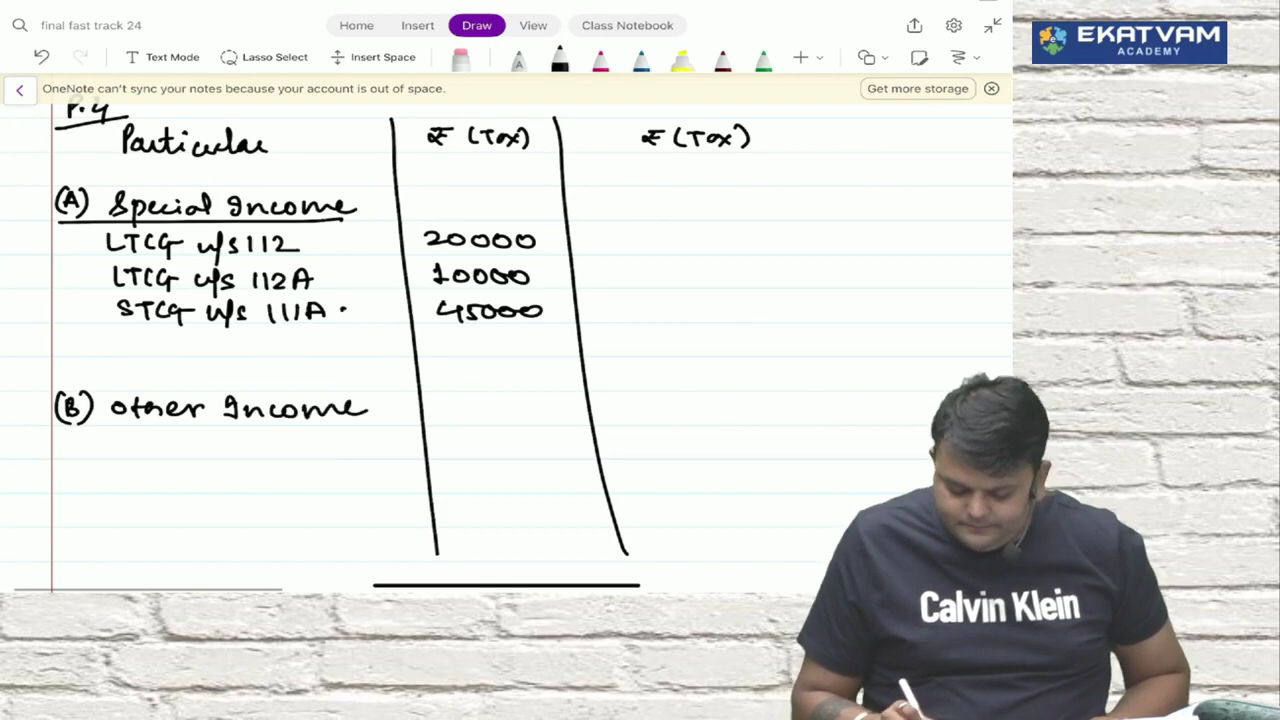 final fast track 24
Home Insert Draw View Class Notebook
Text Mode Lasso Select Insert Space
OneNote can't sync your notes because your account is out of space. Get more storage
EKATVAM
ACADEMY
P.4
Particular ₹ (Tax) ₹ (Tax)
(A) Special Income
LTCG u/s 112 20000
LTCG u/s 112A 10000
STCG u/s 111A 45000
(B) Other Income
Calvin Klein